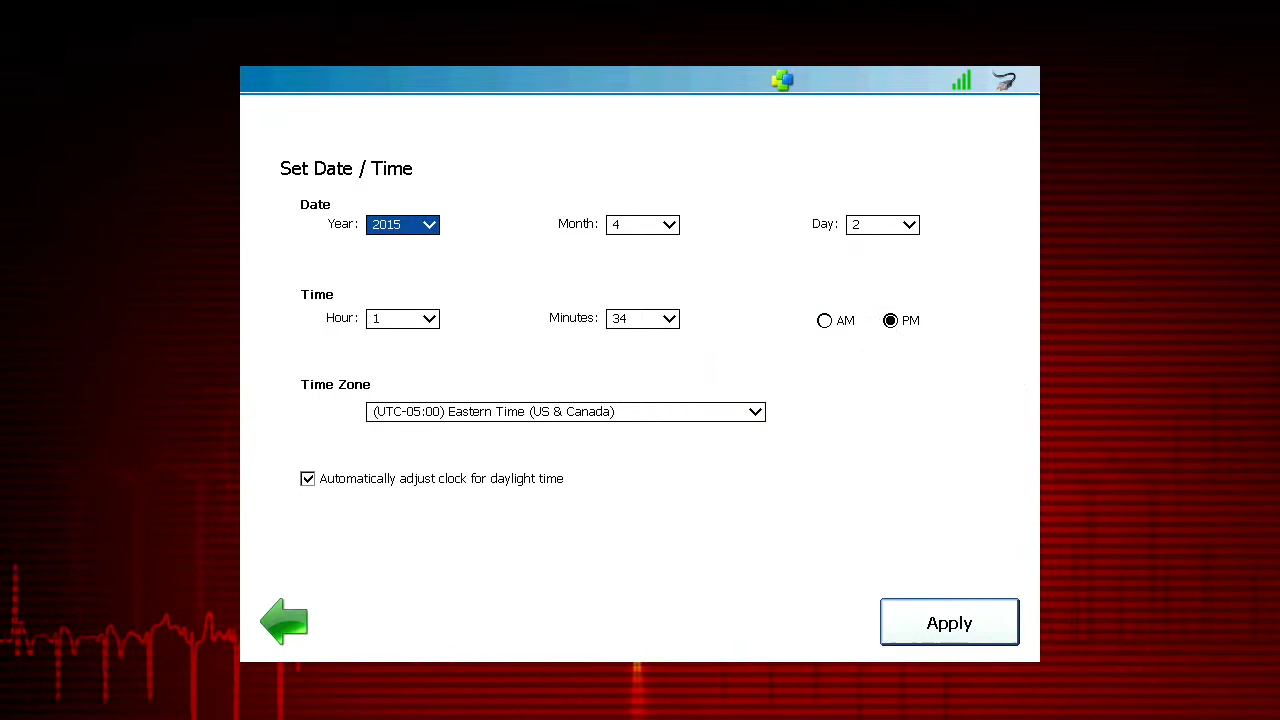 Set Date / Time
Date
Year: 2015 Month: 4 Day: 2
Time
Hour: 1 Minutes: 34 AM PM
Time Zone
(UTC-05:00) Eastern Time (US & Canada)
Automatically adjust clock for daylight time
Apply